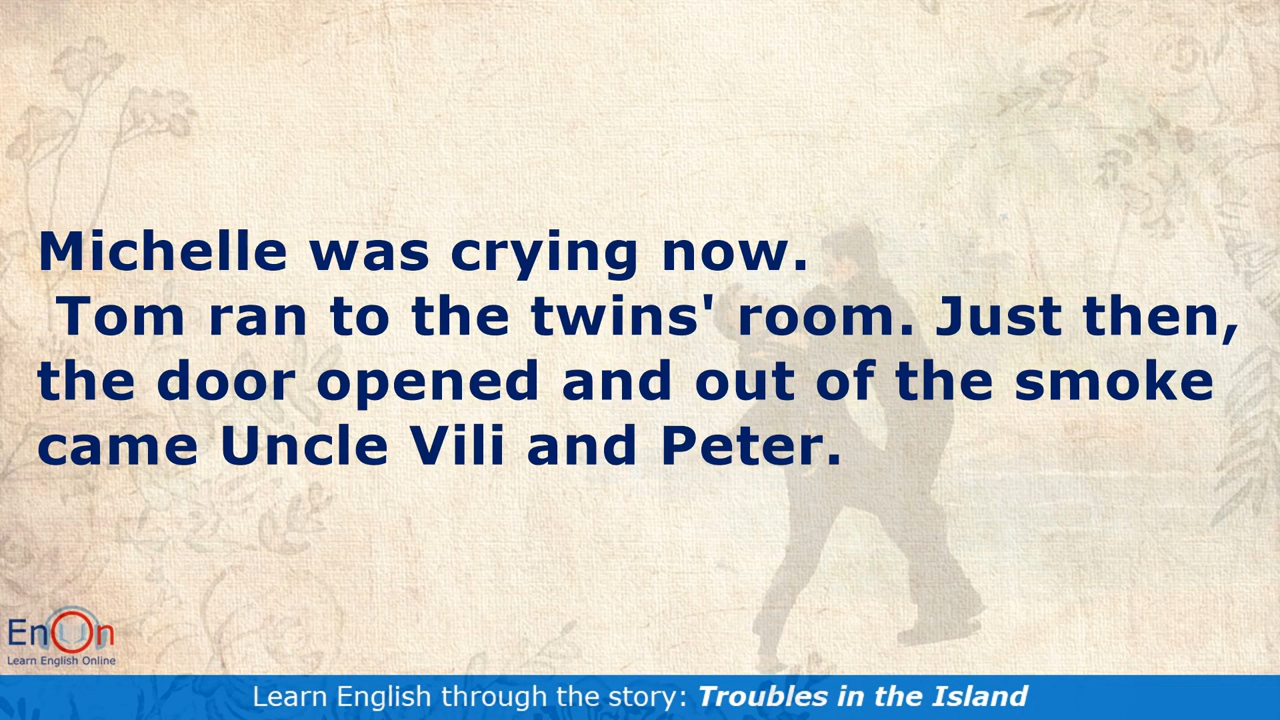 Michelle was crying now.
Tom ran to the twins' room. Just then,
the door opened and out of the smoke
came Uncle Vili and Peter.
EnOn
Learn English Online
Learn English through the story: Troubles in the Island